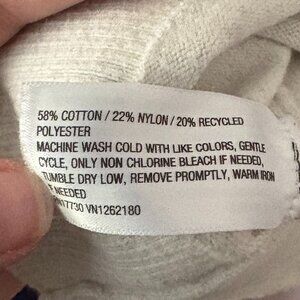 58% COTTON / 22% NYLON / 20% RECYCLED
POLYESTER
MACHINE WASH COLD WITH LIKE COLORS, GENTLE
CYCLE, ONLY NON CHLORINE BLEACH IF NEEDED,
TUMBLE DRY LOW, REMOVE PROMPTLY, WARM IRON
IF NEEDED
VN1262180